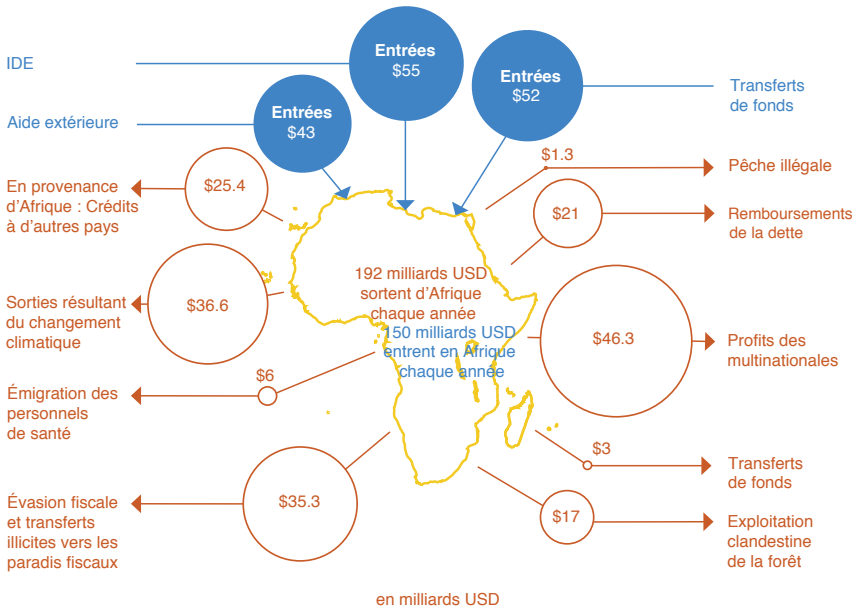 IDE
Entrées
$55
Entrées
$52
Transferts
de fonds
Aide extérieure
Entrées
$43
$1.3
Pêche illégale
En provenance
d'Afrique : Crédits
à d'autres pays
$25.4
$21
Remboursements
de la dette
192 milliards USD
sortent d'Afrique
chaque année
150 milliards USD
entrent en Afrique
chaque année
Sorties résultant
du changement
climatique
$36.6
$46.3
Profits des
multinationales
Émigration des
personnels
de santé
$6
$3
Transferts
de fonds
Évasion fiscale
et transferts
illicites vers les
paradis fiscaux
$35.3
$17
Exploitation
clandestine
de la forêt
en milliards USD